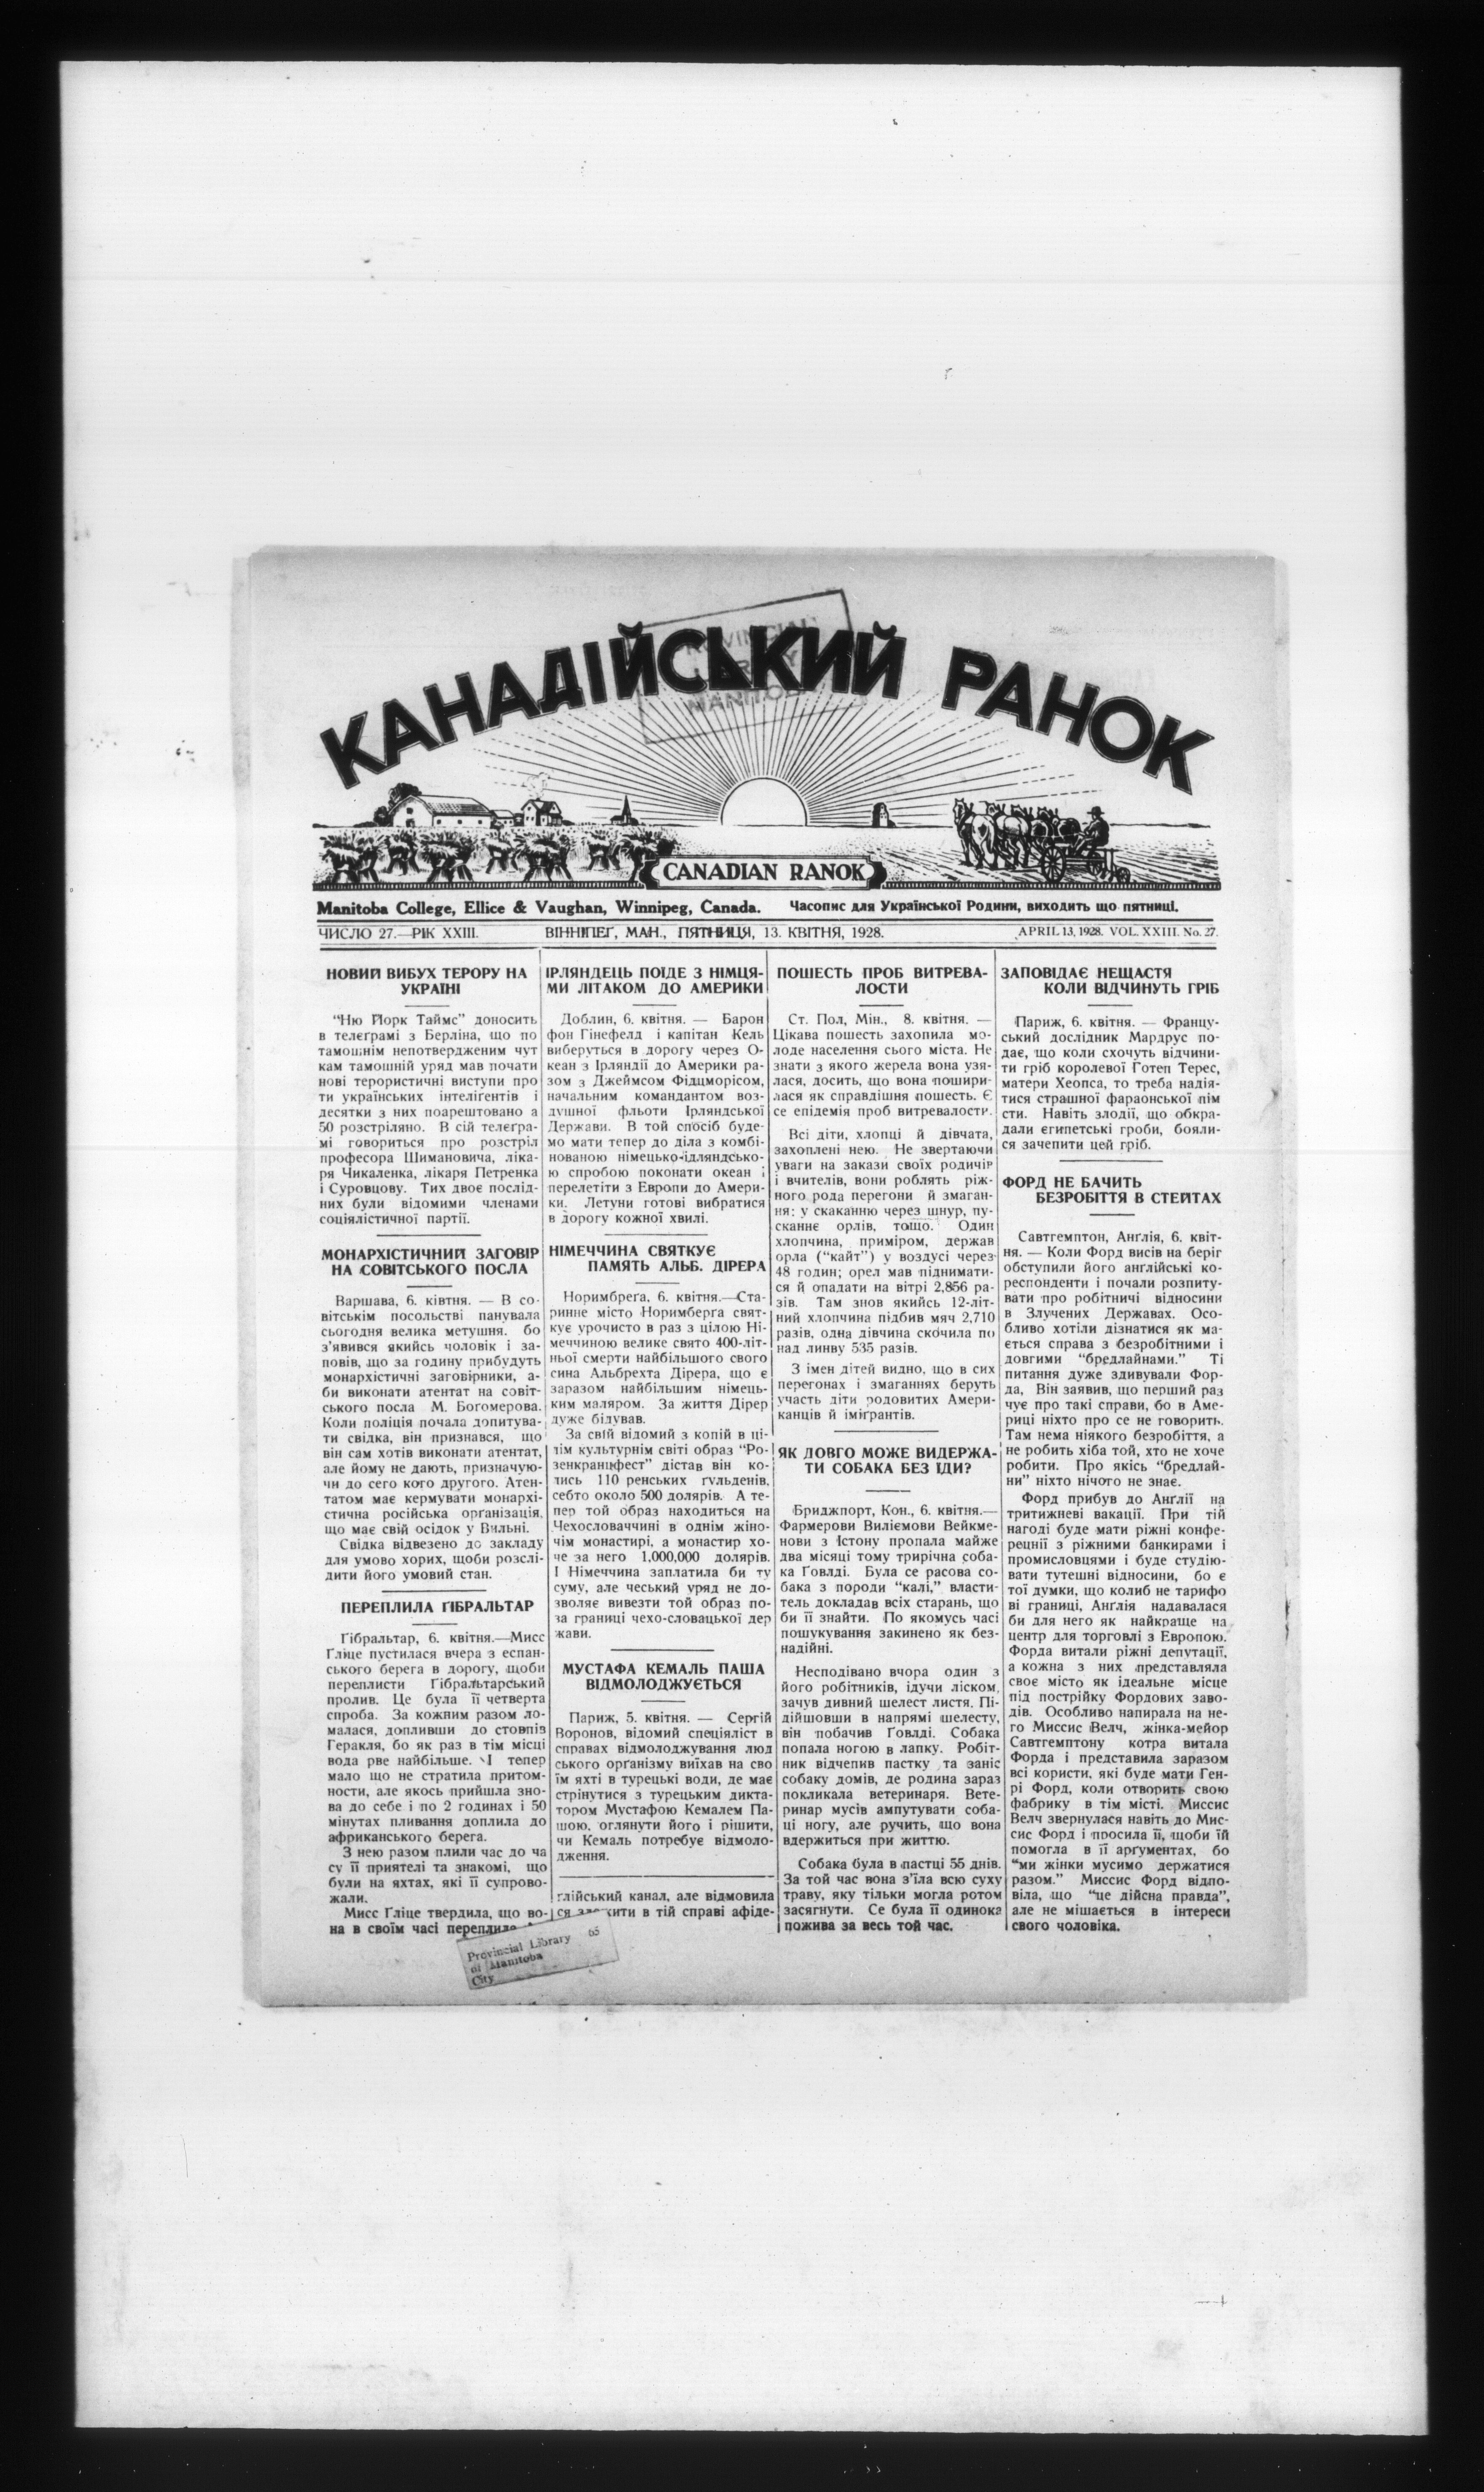 КАНАДІЙСЬКИЙ РАНОК
PROVINCIAL
LIBRARY
MANITOBA
CANADIAN RANOK
Manitoba College, Ellice & Vaughan, Winnipeg, Canada. Часопис для Української Родини, виходить що пятниці.
ЧИСЛО 27.—РІК XXIII. ВІННІПЕҐ, МАН., ПЯТНИЦЯ, 13. КВІТНЯ, 1928. APRIL 13, 1928. VOL. XXIII. No. 27.
НОВИЙ ВИБУХ ТЕРОРУ НА
УКРАЇНІ
“Ню Йорк Таймс” доносить
в телєґрамі з Берліна, що по
тамошнім непотвердженим чут
кам тамошній уряд мав почати
нові терористичні виступи про
ти українських інтеліґентів і
десятки з них поарештовано а
50 розстріляно. В сій телєґра-
мі говориться про розстріл
професора Шимановича, ліка-
ря Чикаленка, лікаря Петренка
і Суровцову. Тих двоє послід-
них були відомими членами
соціялістичної партії.
МОНАРХІСТИЧНИЙ ЗАГОВІР
НА СОВІТСЬКОГО ПОСЛА
Варшава, 6. квітня. — В со-
вітськім посольстві панувала
сьогодня велика метушня. бо
з’явився якийсь чоловік і за-
повів, що за годину прибудуть
монархістичні заговірники, а-
би виконати атентат на совіт-
ського посла М. Богомерова.
Коли поліція почала допитува-
ти свідка, він признався, що
він сам хотів виконати атентат,
але йому не дають, призначую-
чи до сего кого другого. Атен-
татом має кермувати монархі-
стична російська орґанізація,
що має свій осідок у Вильні.
Свідка відвезено до закладу
для умово хорих, щоби розслі-
дити його умовий стан.
ПЕРЕПЛИЛА ҐІБРАЛЬТАР
Ґібральтар, 6. квітня.—Мисс
Ґліце пустилася вчера з еспан-
ського берега в дорогу, щоби
переплисти Ґібральтарський
пролив. Це була її четверта
спроба. За кожним разом ло-
малася, допливши до стовпів
Геракля, бо як раз в тім місці
вода рве найбільше. І тепер
мало що не стратила притом-
ности, але якось прийшла зно-
ва до себе і по 2 годинах і 50
мінутах пливання доплила до
африканського берега.
З нею разом плили час до ча
су її приятелі та знакомі, що
були на яхтах, які її супрово-
жали.
Мисс Ґліце твердила, що во-
на в своїм часі переплила
ІРЛЯНДЕЦЬ ПОЇДЕ З НІМЦЯ-
МИ ЛІТАКОМ ДО АМЕРИКИ
Доблин, 6. квітня. — Барон
фон Гінефелд і капітан Кель
виберуться в дорогу через О-
кеан з Ірляндії до Америки ра-
зом з Джеймсом Фідцморісом,
начальним командантом воз-
душної фльоти Ірляндської
Держави. В той спосіб буде-
мо мати тепер до діла з комбі-
нованою німецько-ідляндсько-
ю спробою поконати океан і
перелетіти з Европи до Амери-
ки. Летуни готові вибратися
в дорогу кожної хвилі.
НІМЕЧЧИНА СВЯТКУЄ
ПАМЯТЬ АЛЬБ. ДІРЕРА
Норимбреґа, 6. квітня.—Ста-
ринне місто Норимберґа свят-
кує урочисто в раз з цілою Ні-
меччиною велике свято 400-літ-
ньої смерти найбільшого свого
сина Альбрехта Дірера, що є
заразом найбільшим німець-
ким маляром. За життя Дірер
дуже бідував.
За свій відомий з копій в ці-
лім культурнім світі образ “Ро-
зенкранцфест” дістав він ко-
лись 110 ренських ґульденів,
себто около 500 долярів. А те-
пер той образ находиться на
Чехословаччині в однім жіно-
чім монастирі, а монастир хо-
че за него 1,000,000 долярів.
І Німеччина заплатила би ту
суму, але чеський уряд не до-
зволяє вивезти той образ по-
за границі чехо-словацької дер
жави.
МУСТАФА КЕМАЛЬ ПАША
ВІДМОЛОДЖУЄТЬСЯ
Париж, 5. квітня. — Сергій
Воронов, відомий спеціяліст в
справах відмолоджування люд
ського орґанізму виїхав на сво
їм яхті в турецькі води, де має
стрінутися з турецьким дикта-
тором Мустафою Кемалем Па-
шою, оглянути його і рішити,
чи Кемаль потребує відмоло-
дження.
глійський канал, але відмовила
ся в тій справі афіде-
Provincial Library 65
of Manitoba
City
ПОШЕСТЬ ПРОБ ВИТРЕВА-
ЛОСТИ
Ст. Пол, Мін., 8. квітня. —
Цікава пошесть захопила мо-
лоде населення сього міста. Не
знати з якого жерела вона узя-
лася, досить, що вона пошири-
лася як справдішня пошесть. Є
се епідемія проб витревалости.
Всі діти, хлопці й дівчата,
захоплені нею. Не звертаючи
уваги на закази своїх родичів
і вчителів, вони роблять ріж-
ного рода перегони й змаган-
ня: у скаканню через шнур, пу-
сканнє орлів, тощо. Один
хлопчина, приміром, держав
орла (“кайт”) у воздусі через
48 годин; орел мав піднимати-
ся й опадати на вітрі 2,856 ра-
зів. Там знов якийсь 12-літ-
ний хлопчина підбив мяч 2,710
разів, одна дівчина скочила по
над линву 535 разів.
З імен дітей видно, що в сих
перегонах і змаганнях беруть
участь діти родовитих Амери-
канців й іміґрантів.
ЯК ДОВГО МОЖЕ ВИДЕРЖА-
ТИ СОБАКА БЕЗ ЇДИ?
Бриджпорт, Кон., 6. квітня.—
Фармерови Виліємови Вейкме-
нови з Істону пропала майже
два місяці тому трирічна соба-
ка Ґовлді. Була се расова со-
бака з породи “калі,” власти-
тель докладав всіх старань, що
би її знайти. По якомусь часі
пошукування закинено як без-
надійні.
Несподівано вчора один з
його робітників, ідучи ліском,
зачув дивний шелест листя. Пі-
дійшовши в напрямі шелесту,
він побачив Ґовлді. Собака
попала ногою в лапку. Робіт-
ник відчепив пастку та заніс
собаку домів, де родина зараз
покликала ветеринаря. Вете-
ринар мусів ампутувати соба-
ці ногу, але ручить, що вона
вдержиться при життю.
Собака була в пастці 55 днів.
За той час вона з’їла всю суху
траву, яку тільки могла ротом
засягнути. Се була її одинока
пожива за весь той час.
ЗАПОВІДАЄ НЕЩАСТЯ
КОЛИ ВІДЧИНУТЬ ГРІБ
Париж, 6. квітня. — Францу-
ський дослідник Мардрус по-
дає, що коли схочуть відчини-
ти гріб королевої Готеп Терес,
матери Хеопса, то треба надія-
тися страшної фараонської пім
сти. Навіть злодії, що обкра-
дали єгипетські гроби, бояли-
ся зачепити цей гріб.
ФОРД НЕ БАЧИТЬ
БЕЗРОБІТТЯ В СТЕЙТАХ
Савтгемптон, Анґлія, 6. квіт-
ня. — Коли Форд висів на беріг
обступили його анґлійські ко-
респонденти і почали розпиту-
вати про робітничі відносини
в Злучених Державах. Осо-
бливо хотіли дізнатися як ма-
ється справа з безробітними і
довгими “бредлайнами.” Ті
питання дуже здивували Фор-
да, Він заявив, що перший раз
чує про такі справи, бо в Аме-
риці ніхто про се не говорить.
Там нема ніякого безробіття, а
не робить хіба той, хто не хоче
робити. Про якісь “бредлай-
ни” ніхто нічого не знає.
Форд прибув до Анґлії на
тритижневі вакації. При тій
нагоді буде мати ріжні конфе-
ренції з ріжними банкирами і
промисловцями і буде студію-
вати тутешні відносини, бо є
тої думки, що колиб не тарифо
ві границі, Анґлія надавалася
би для него як найкраще на
центр для торговлі з Европою.
Форда витали ріжні депутації,
а кожна з них представляла
своє місто як ідеальне місце
під пострійку Фордових заво-
дів. Особливо напирала на не-
го Миссис Велч, жінка-мейор
Савтгемптону котра витала
Форда і представила заразом
всі користи, які буде мати Ген-
рі Форд, коли отворить свою
фабрику в тім місті. Миссис
Велч звернулася навіть до Мис-
сис Форд і просила її, щоби їй
помогла в її арґументах, бо
“ми жінки мусимо держатися
разом.” Миссис Форд відпо-
віла, що “це дійсна правда”,
але не мішається в інтереси
свого чоловіка.